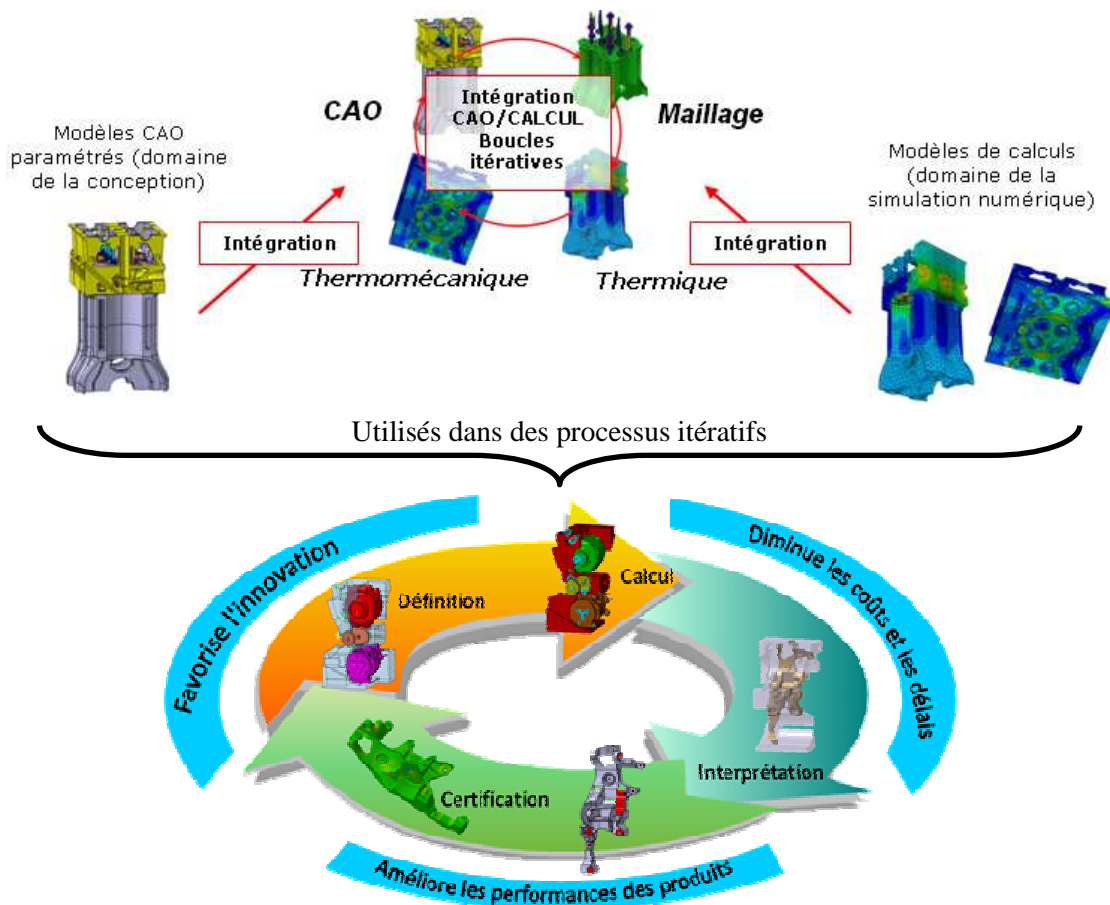 CAO
Intégration
CAO/CALCUL
Boucles
itératives
Maillage
Modèles CAO
paramétrés (domaine
de la conception)
Modèles de calculs
(domaine de la
simulation numérique)
Intégration
Intégration
Thermomécanique
Thermique
Utilisés dans des processus itératifs
Favorise l'innovation
Diminue les coûts et les délais
Définition
Calcul
Interprétation
Certification
Améliore les performances des produits